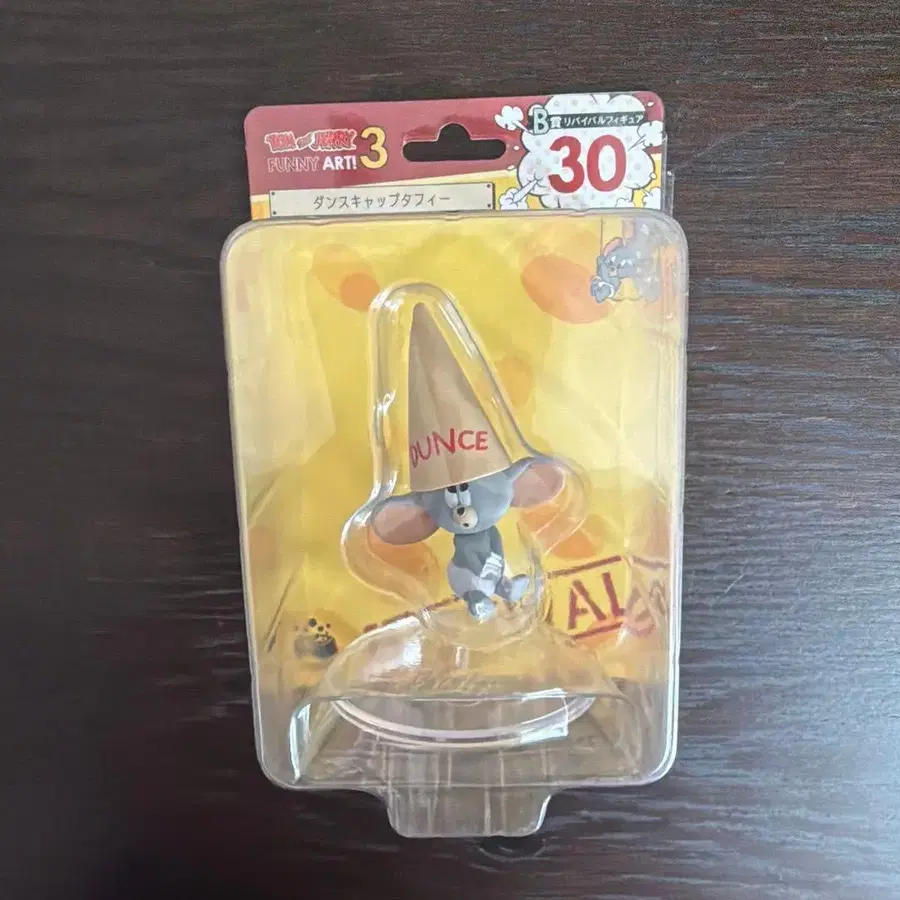 TOM AND JERRY
FUNNY ART! 3
B賞 リバイバルフィギュア
30
ダンスキャップタフィー
DUNCE